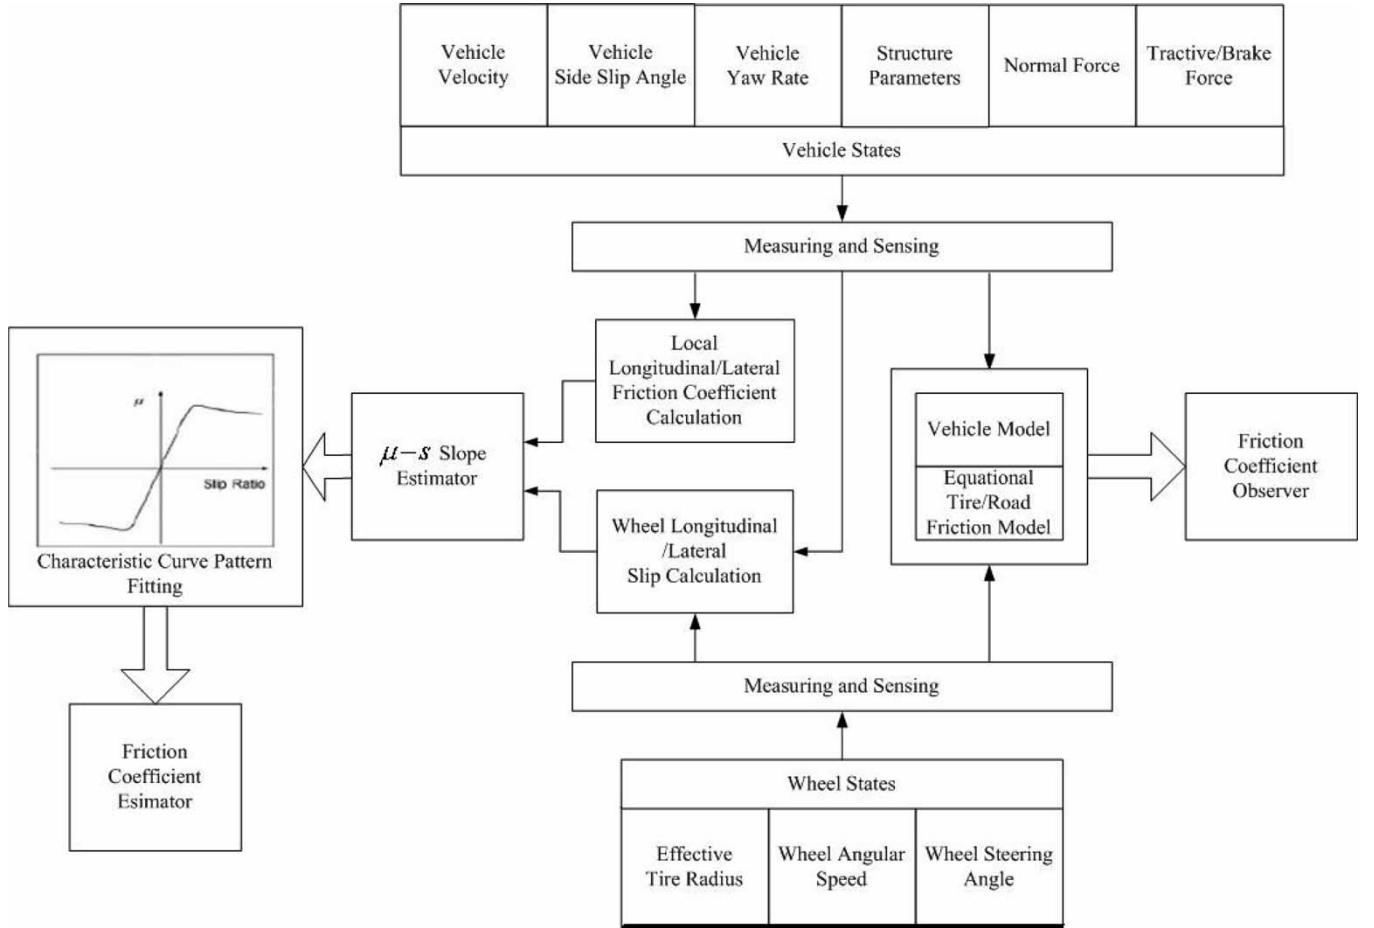 Vehicle
Velocity
Vehicle
Side Slip Angle
Vehicle
Yaw Rate
Structure
Parameters
Normal Force
Tractive/Brake
Force
Vehicle States
Measuring and Sensing
Local
Longitudinal/Lateral
Friction Coefficient
Calculation
μ
Slip Ratio
Characteristic Curve Pattern
Fitting
μ−s Slope
Estimator
Wheel Longitudinal
/Lateral
Slip Calculation
Vehicle Model
Equational
Tire/Road
Friction Model
Friction
Coefficient
Observer
Measuring and Sensing
Friction
Coefficient
Esimator
Wheel States
Effective
Tire Radius
Wheel Angular
Speed
Wheel Steering
Angle